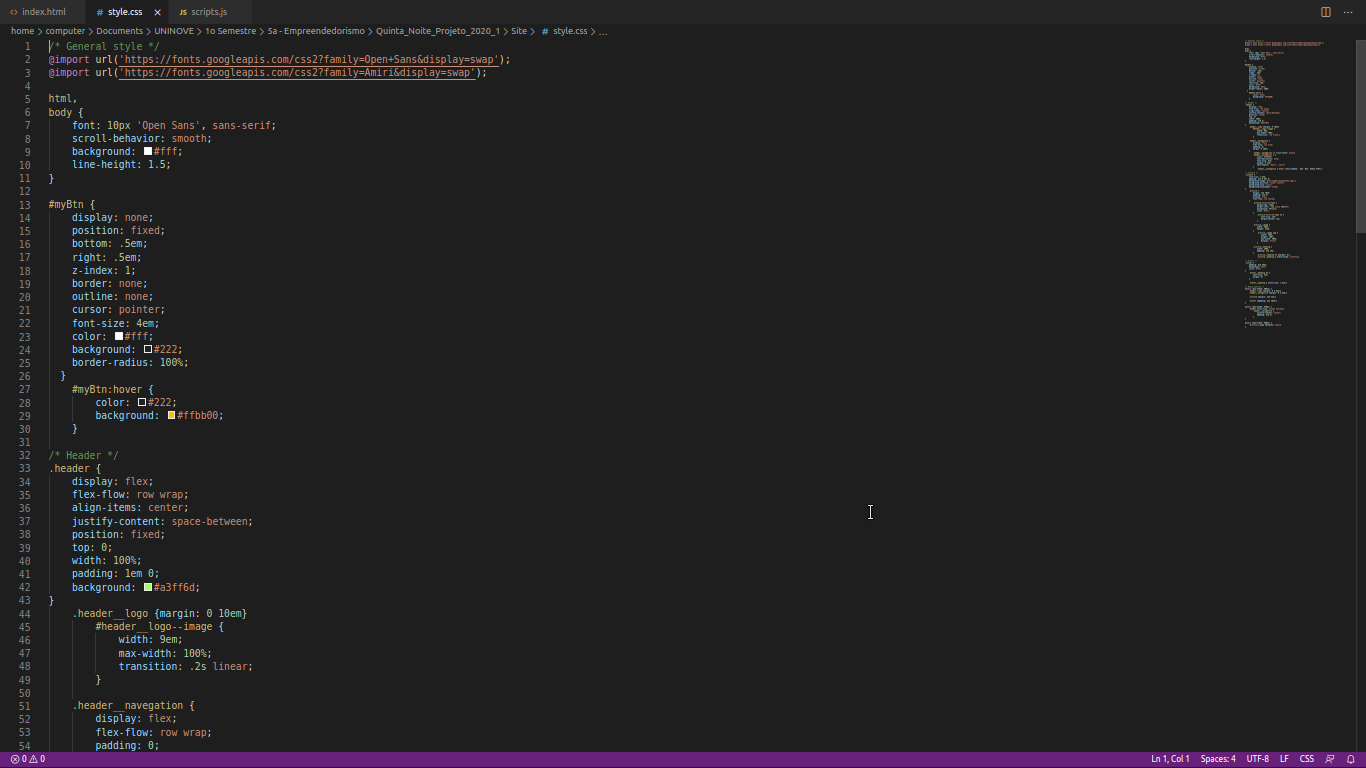 index.html style.css scripts.js
home > computer > Documents > UNINOVE > 1o Semestre > 5a - Empreendedorismo > Quinta_Noite_Projeto_2020_1 > Site > style.css > ...
1 /* General style */
2 @import url('https://fonts.googleapis.com/css2?family=Open+Sans&display=swap');
3 @import url('https://fonts.googleapis.com/css2?family=Amiri&display=swap');
4
5 html,
6 body {
7 font: 10px 'Open Sans', sans-serif;
8 scroll-behavior: smooth;
9 background: #fff;
10 line-height: 1.5;
11 }
12
13 #myBtn {
14 display: none;
15 position: fixed;
16 bottom: .5em;
17 right: .5em;
18 z-index: 1;
19 border: none;
20 outline: none;
21 cursor: pointer;
22 font-size: 4em;
23 color: #fff;
24 background: #222;
25 border-radius: 100%;
26 }
27 #myBtn:hover {
28 color: #222;
29 background: #ffbb00;
30 }
31
32 /* Header */
33 .header {
34 display: flex;
35 flex-flow: row wrap;
36 align-items: center;
37 justify-content: space-between;
38 position: fixed;
39 top: 0;
40 width: 100%;
41 padding: 1em 0;
42 background: #a3ff6d;
43 }
44 .header__logo {margin: 0 10em}
45 #header__logo--image {
46 width: 9em;
47 max-width: 100%;
48 transition: .2s linear;
49 }
50
51 .header__navegation {
52 display: flex;
53 flex-flow: row wrap;
54 padding: 0;
0 0 Ln 1, Col 1 Spaces: 4 UTF-8 LF CSS